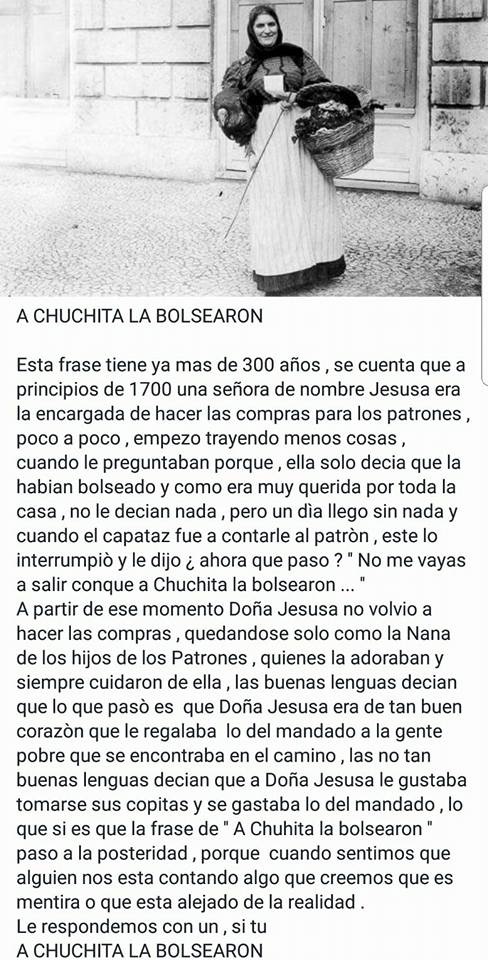 A CHUCHITA LA BOLSEARON
Esta frase tiene ya mas de 300 años , se cuenta que a
principios de 1700 una señora de nombre Jesusa era
la encargada de hacer las compras para los patrones ,
poco a poco , empezo trayendo menos cosas ,
cuando le preguntaban porque , ella solo decia que la
habian bolseado y como era muy querida por toda la
casa , no le decian nada , pero un dìa llego sin nada y
cuando el capataz fue a contarle al patròn , este lo
interrumpiò y le dijo ¿ ahora que paso ? " No me vayas
a salir conque a Chuchita la bolsearon ... "
A partir de ese momento Doña Jesusa no volvio a
hacer las compras , quedandose solo como la Nana
de los hijos de los Patrones , quienes la adoraban y
siempre cuidaron de ella , las buenas lenguas decian
que lo que pasò es  que Doña Jesusa era de tan buen
corazòn que le regalaba  lo del mandado a la gente
pobre que se encontraba en el camino , las no tan
buenas lenguas decian que a Doña Jesusa le gustaba
tomarse sus copitas y se gastaba lo del mandado , lo
que si es que la frase de " A Chuhita la bolsearon "
paso a la posteridad , porque  cuando sentimos que
alguien nos esta contando algo que creemos que es
mentira o que esta alejado de la realidad .
Le respondemos con un , si tu
A CHUCHITA LA BOLSEARON